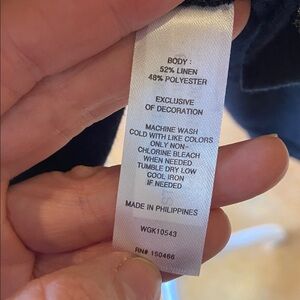 BODY :
52% LINEN
48% POLYESTER
EXCLUSIVE
OF DECORATION
MACHINE WASH
COLD WITH LIKE COLORS
ONLY NON-
CHLORINE BLEACH
WHEN NEEDED
TUMBLE DRY LOW
COOL IRON
IF NEEDED
MADE IN PHILIPPINES
WGK10543
RN# 150466